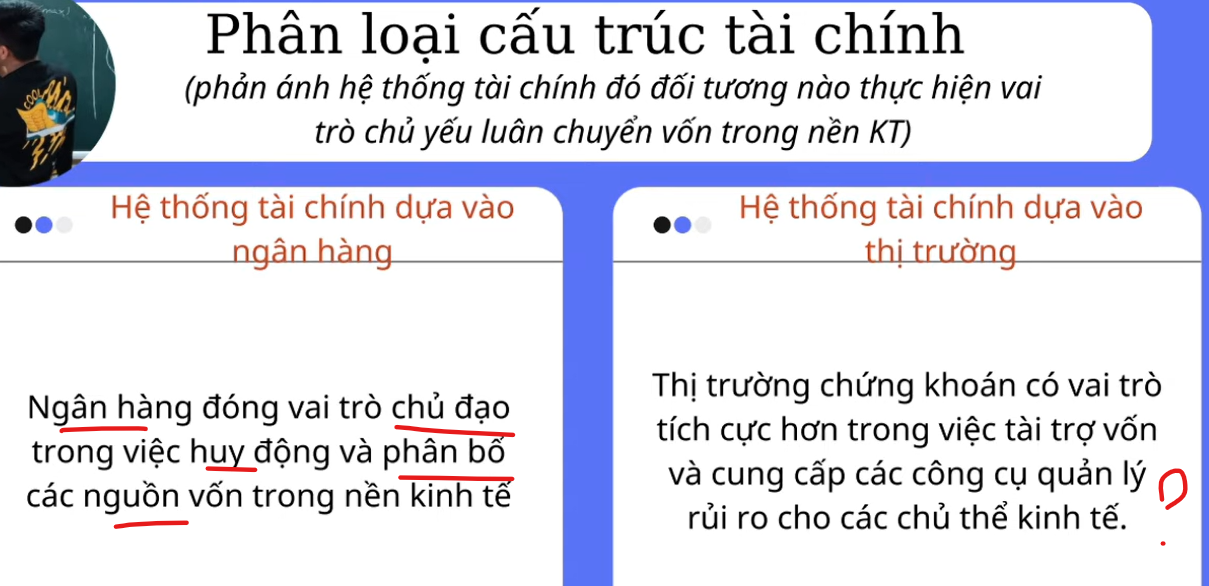 Phân loại cấu trúc tài chính
(phản ánh hệ thống tài chính đó đối tương nào thực hiện vai
trò chủ yếu luân chuyển vốn trong nền KT)
Hệ thống tài chính dựa vào
ngân hàng
Ngân hàng đóng vai trò chủ đạo
trong việc huy động và phân bổ
các nguồn vốn trong nền kinh tế
Hệ thống tài chính dựa vào
thị trường
Thị trường chứng khoán có vai trò
tích cực hơn trong việc tài trợ vốn
và cung cấp các công cụ quản lý
rủi ro cho các chủ thể kinh tế.
?